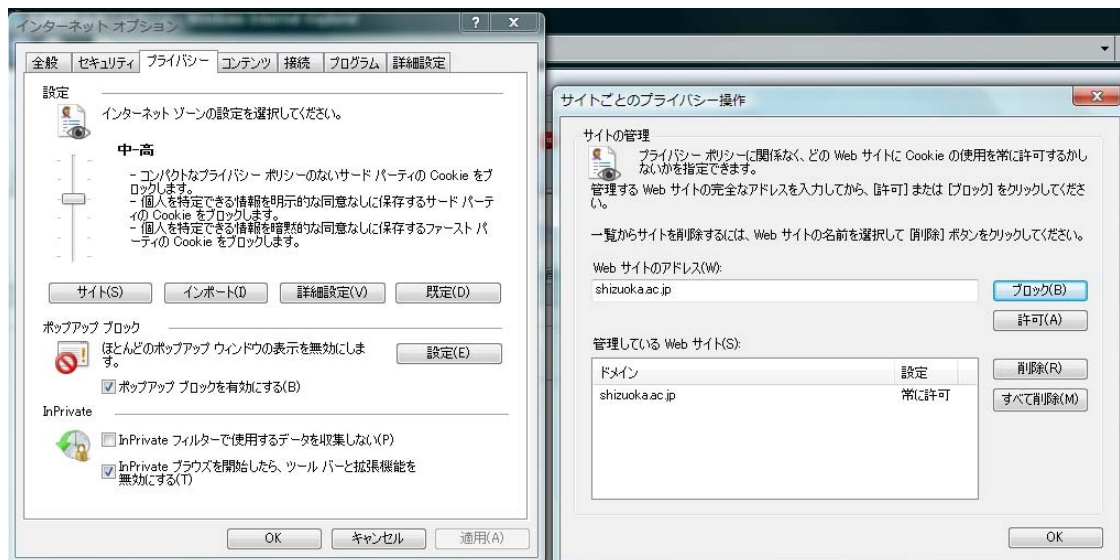 インターネット オプション
全般
セキュリティ
プライバシー
コンテンツ
接続
プログラム
詳細設定
設定
インターネット ゾーンの設定を選択してください。
中-高
- コンパクトなプライバシー ポリシーのないサード パーティの Cookie をブ
ロックします。
- 個人を特定できる情報を明示的な同意なしに保存するサード パーテ
ィの Cookie をブロックします。
- 個人を特定できる情報を暗黙的な同意なしに保存するファースト パ
ーティの Cookie をブロックします。
サイト(S)
インポート(I)
詳細設定(V)
既定(D)
ポップアップ ブロック
ほとんどのポップアップ ウィンドウの表示を無効にしま
す。
設定(E)
ポップアップ ブロックを有効にする(B)
InPrivate
InPrivate フィルターで使用するデータを収集しない(P)
InPrivate ブラウズを開始したら、ツール バーと拡張機能を
無効にする(T)
OK
キャンセル
適用(A)
サイトごとのプライバシー操作
サイトの管理
プライバシー ポリシーに関係なく、どの Web サイトに Cookie の使用を常に許可するかし
ないかを指定できます。
管理する Web サイトの完全なアドレスを入力してから、[許可] または [ブロック] をクリックしてくださ
い。
一覧からサイトを削除するには、Web サイトの名前を選択して [削除] ボタンをクリックしてください。
Web サイトのアドレス(W):
shizuoka.ac.jp
ブロック(B)
許可(A)
管理している Web サイト(S):
ドメイン
設定
shizuoka.ac.jp
常に許可
削除(R)
すべて削除(M)
OK